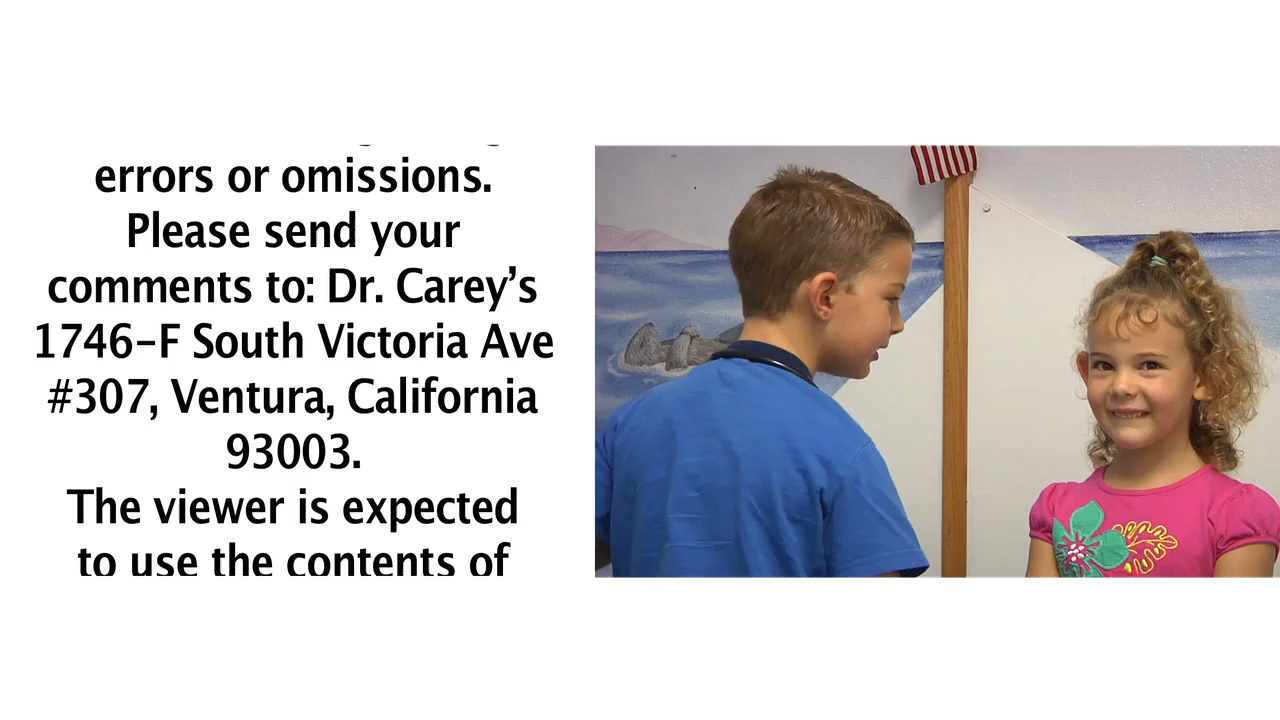 errors or omissions.
Please send your
comments to: Dr. Carey’s
1746–F South Victoria Ave
#307, Ventura, California
93003.
The viewer is expected
to use the contents of